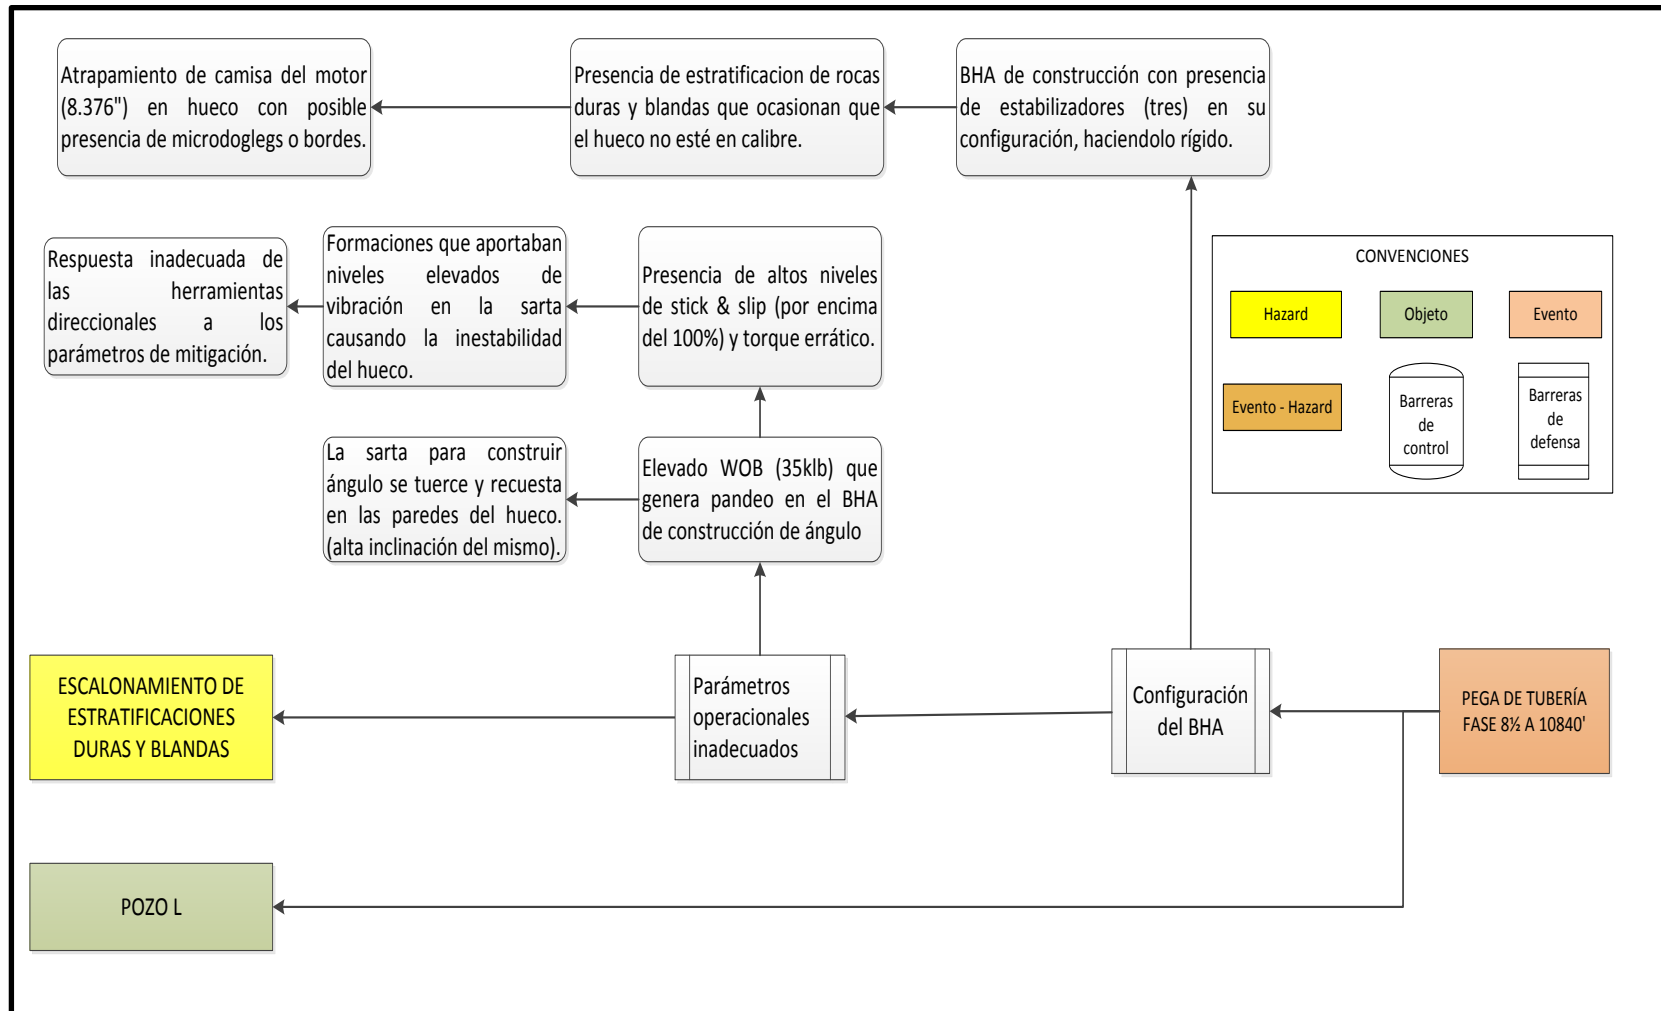 Atrapamiento de camisa del motor
(8.376") en hueco con posible
presencia de microdoglegs o bordes.
Presencia de estratificacion de rocas
duras y blandas que ocasionan que
el hueco no esté en calibre.
BHA de construcción con presencia
de estabilizadores (tres) en su
configuración, haciendolo rígido.
Respuesta inadecuada de
las herramientas
direccionales a los
parámetros de mitigación.
Formaciones que aportaban
niveles elevados de
vibración en la sarta
causando la inestabilidad
del hueco.
Presencia de altos niveles
de stick & slip (por encima
del 100%) y torque errático.
CONVENCIONES
Hazard
Objeto
Evento
Evento - Hazard
Barreras
de
control
Barreras
de
defensa
La sarta para construir
ángulo se tuerce y recuesta
en las paredes del hueco.
(alta inclinación del mismo).
Elevado WOB (35klb) que
genera pandeo en el BHA
de construcción de ángulo
ESCALONAMIENTO DE
ESTRATIFICACIONES
DURAS Y BLANDAS
Parámetros
operacionales
inadecuados
Configuración
del BHA
PEGA DE TUBERÍA
FASE 8½ A 10840'
POZO L